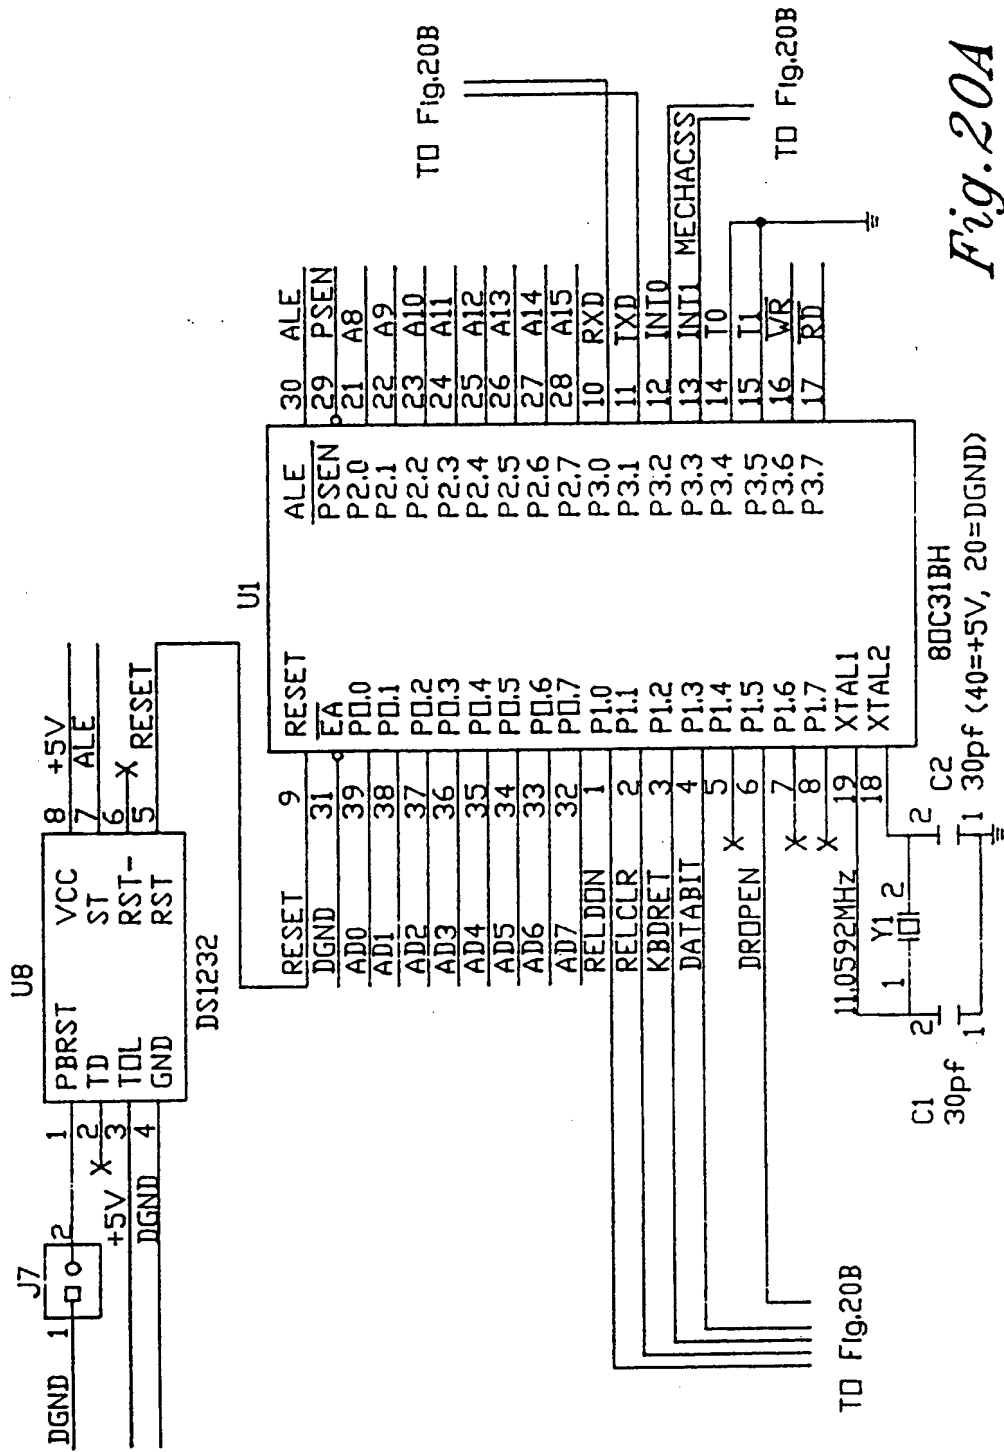 J7
DGND 1
2
U8
1 PBRST
2 TD
3 TOL
4 GND
X
+5V
DGND
VCC 8 +5V
ST 7 ALE
RST- 6 X
RST 5 RESET
DS1232
U1
RESET 9 RESET
DGND 31 EA
AD0 39 P0.0
AD1 38 P0.1
AD2 37 P0.2
AD3 36 P0.3
AD4 35 P0.4
AD5 34 P0.5
AD6 33 P0.6
AD7 32 P0.7
RELDON 1 P1.0
RELCLR 2 P1.1
KBDRET 3 P1.2
DATABIT 4 P1.3
X 5 P1.4
DROPEN 6 P1.5
X 7 P1.6
X 8 P1.7
11.0592MHz 19 XTAL1
18 XTAL2
ALE 30 ALE
PSEN 29 PSEN
P2.0 21 A8
P2.1 22 A9
P2.2 23 A10
P2.3 24 A11
P2.4 25 A12
P2.5 26 A13
P2.6 27 A14
P2.7 28 A15
P3.0 10 RXD
P3.1 11 TXD
P3.2 12 INT0
P3.3 13 INT1 MECHACSS
P3.4 14 T0
P3.5 15 T1
P3.6 16 WR
P3.7 17 RD
80C31BH
(40=+5V, 20=DGND)
1 Y1 2
C1
30pf
2
1
C2
30pf
2
1
TO Fig.20B
TO Fig.20B
TO Fig.20B
Fig.20A